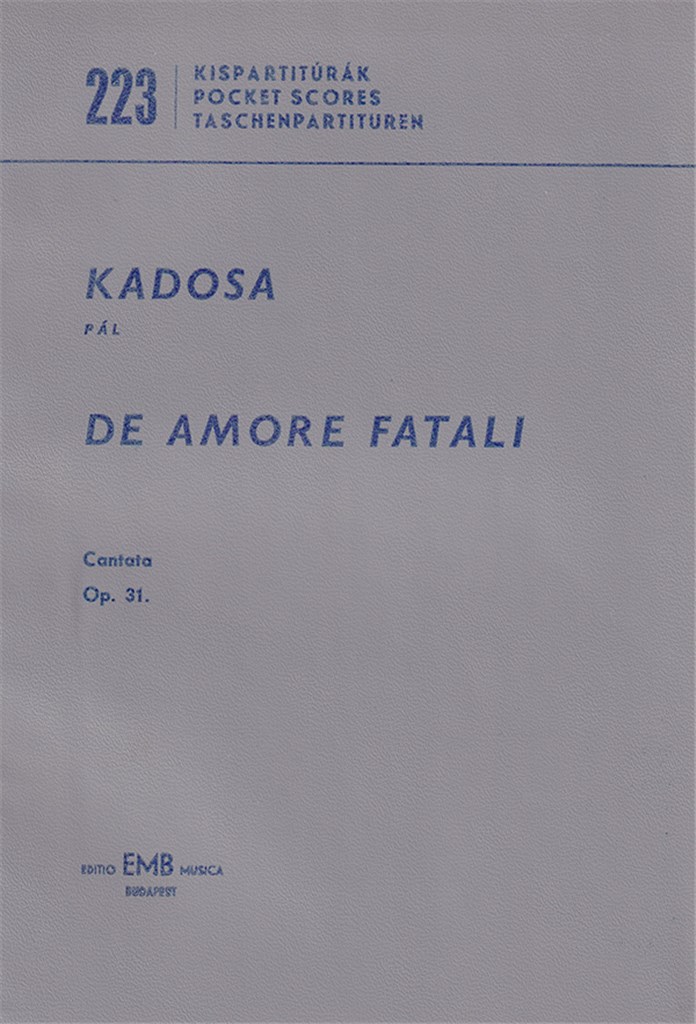 223
KISPARTITÚRÁK
POCKET SCORES
TASCHENPARTITUREN
KADOSA
PÁL
DE AMORE FATALI
Cantata
Op. 31.
EDITIO EMB MUSICA
BUDAPEST